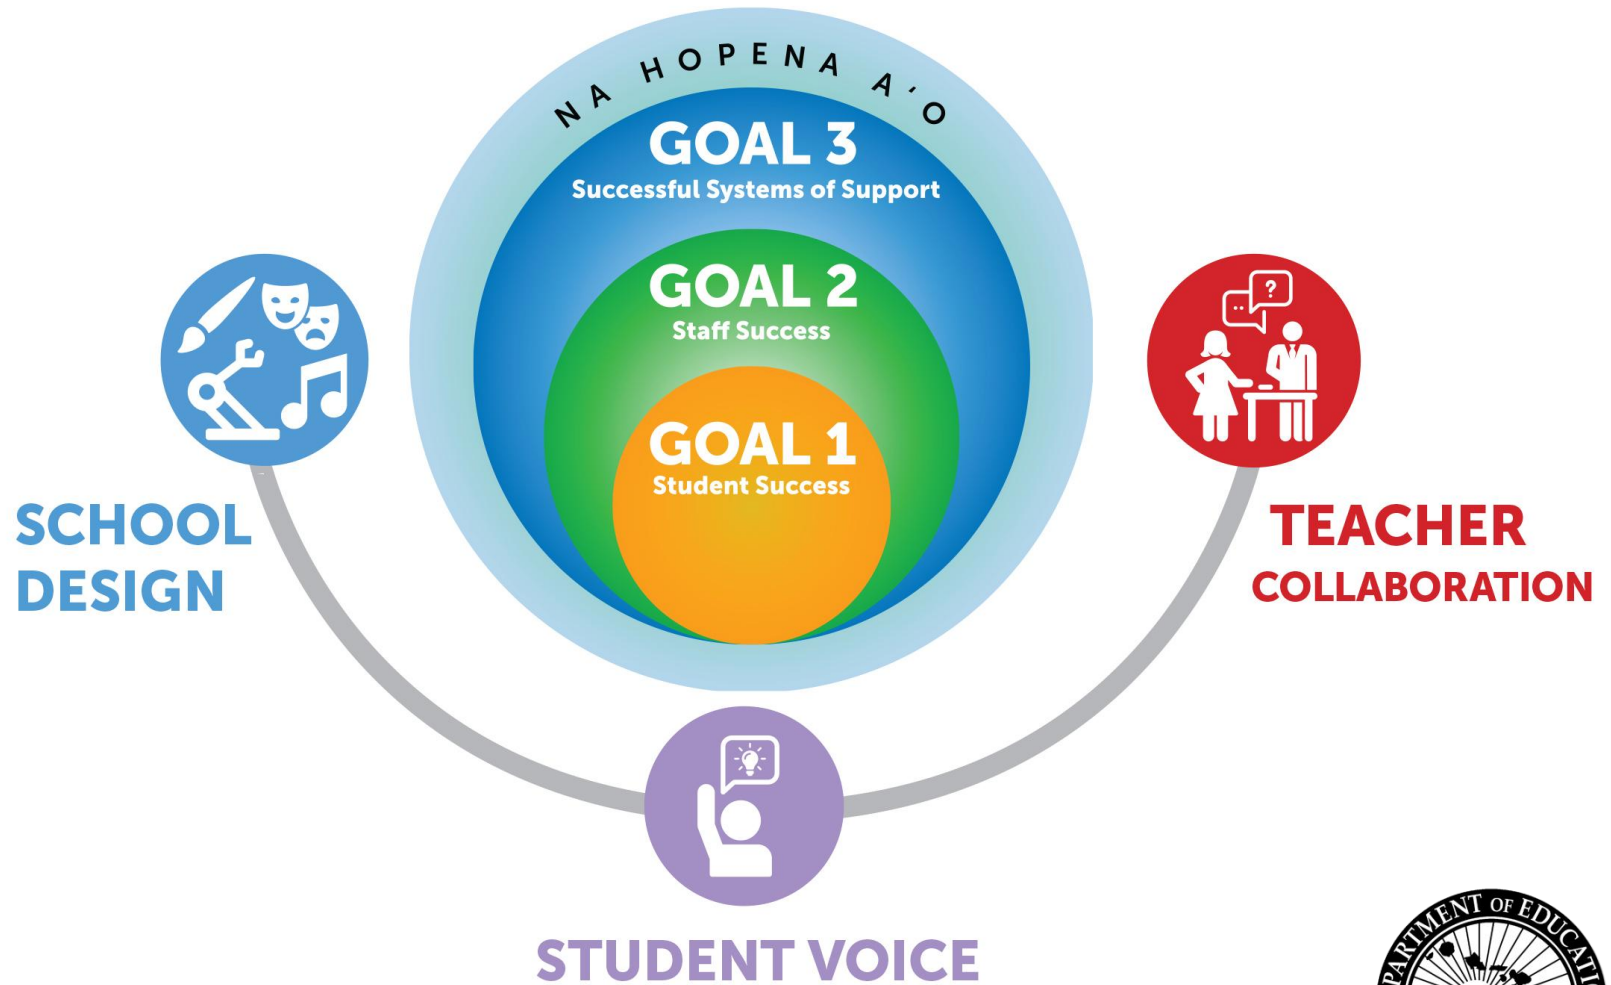 NA HOPENA A‘O
GOAL 3
Successful Systems of Support
GOAL 2
Staff Success
GOAL 1
Student Success
?
SCHOOL
DESIGN
TEACHER
COLLABORATION
STUDENT VOICE
OF